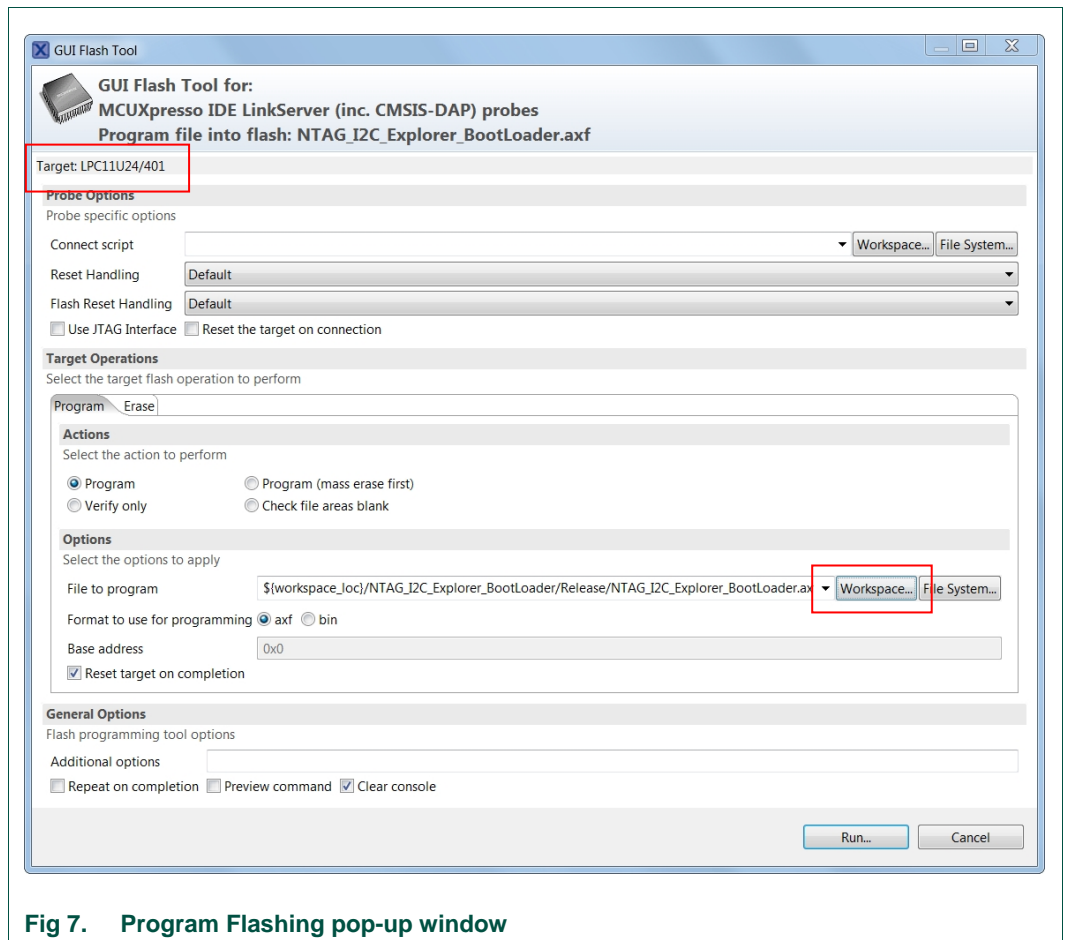 GUI Flash Tool
GUI Flash Tool for:
MCUXpresso IDE LinkServer (inc. CMSIS-DAP) probes
Program file into flash: NTAG_I2C_Explorer_BootLoader.axf
Target: LPC11U24/401
Probe Options
Probe specific options
Connect script Workspace... File System...
Reset Handling Default
Flash Reset Handling Default
Use JTAG Interface Reset the target on connection
Target Operations
Select the target flash operation to perform
Program Erase
Actions
Select the action to perform
Program Program (mass erase first)
Verify only Check file areas blank
Options
Select the options to apply
File to program ${workspace_loc}/NTAG_I2C_Explorer_BootLoader/Release/NTAG_I2C_Explorer_BootLoader.ax Workspace... File System...
Format to use for programming axf bin
Base address 0x0
Reset target on completion
General Options
Flash programming tool options
Additional options
Repeat on completion Preview command Clear console
Run... Cancel
Fig 7. Program Flashing pop-up window